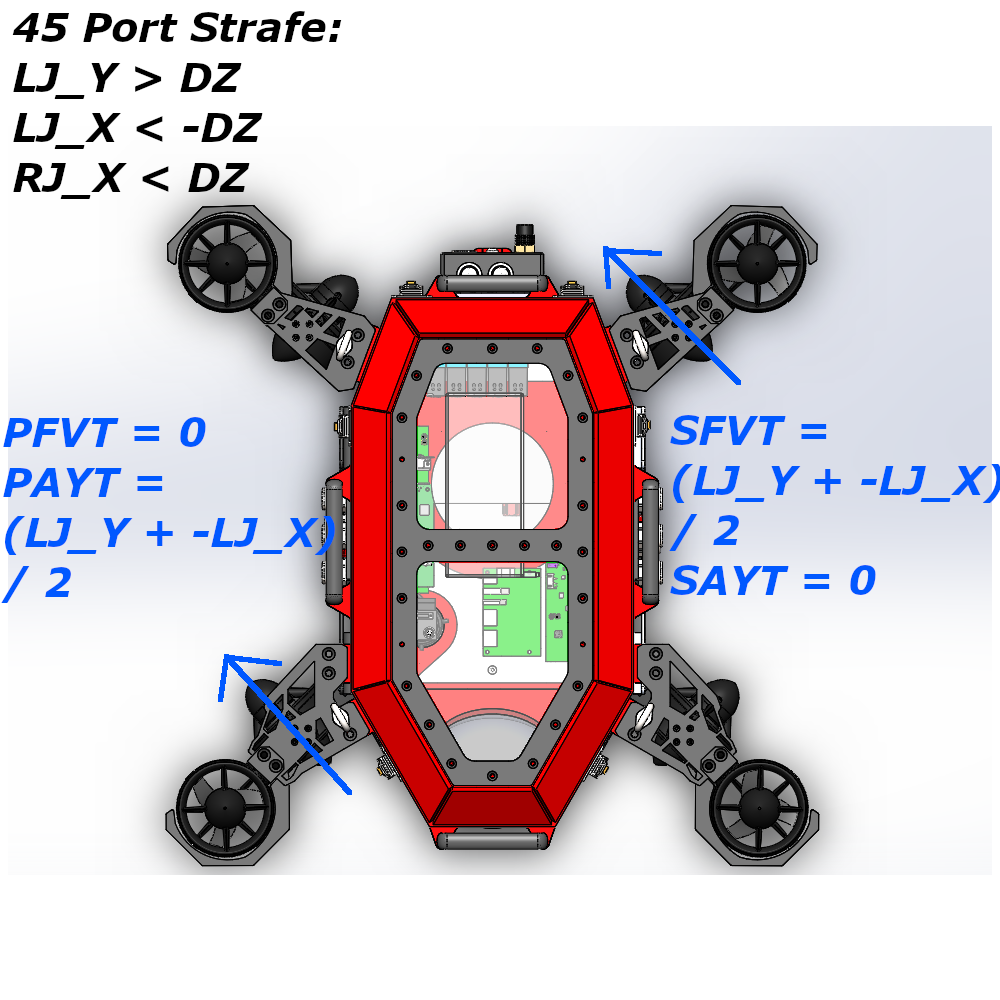 45 Port Strafe:
LJ_Y > DZ
LJ_X < -DZ
RJ_X < DZ
PFVT = 0
PAYT =
(LJ_Y + -LJ_X)
/ 2
SFVT =
(LJ_Y + -LJ_X)
/ 2
SAYT = 0